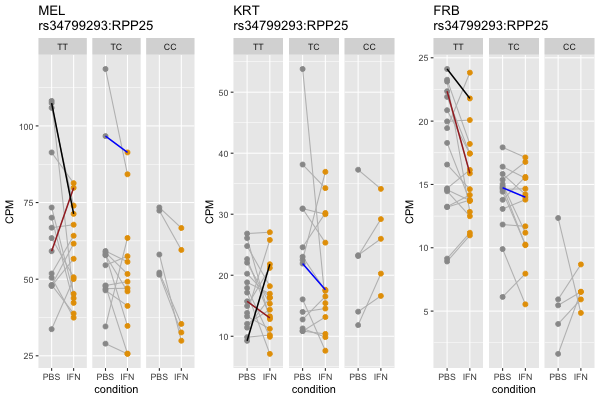 MEL
rs34799293:RPP25
TT TC CC
CPM
100
75
50
25
PBS IFN PBS IFN PBS IFN
condition
KRT
rs34799293:RPP25
TT TC CC
CPM
50
40
30
20
10
PBS IFN PBS IFN PBS IFN
condition
FRB
rs34799293:RPP25
TT TC CC
CPM
25
20
15
10
5
PBS IFN PBS IFN PBS IFN
condition